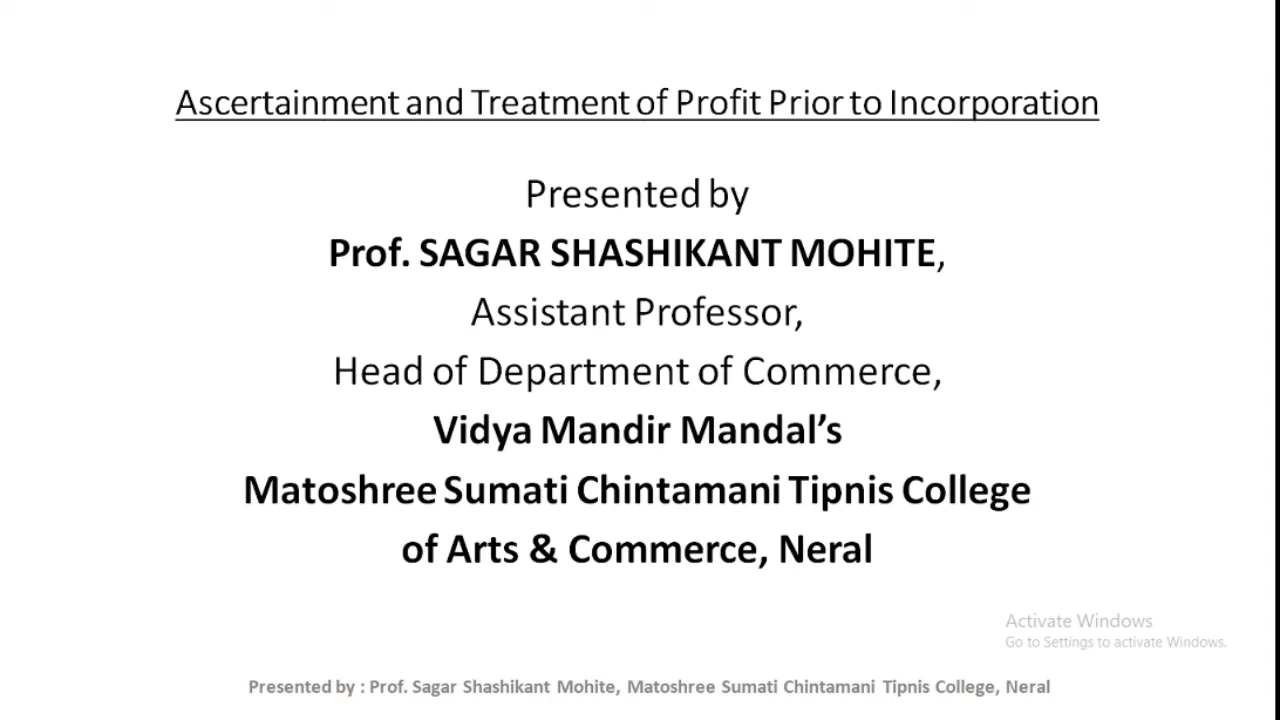 Ascertainment and Treatment of Profit Prior to Incorporation
Presented by
Prof. SAGAR SHASHIKANT MOHITE,
Assistant Professor,
Head of Department of Commerce,
Vidya Mandir Mandal’s
Matoshree Sumati Chintamani Tipnis College
of Arts & Commerce, Neral
Activate Windows
Go to Settings to activate Windows.
Presented by : Prof. Sagar Shashikant Mohite, Matoshree Sumati Chintamani Tipnis College, Neral